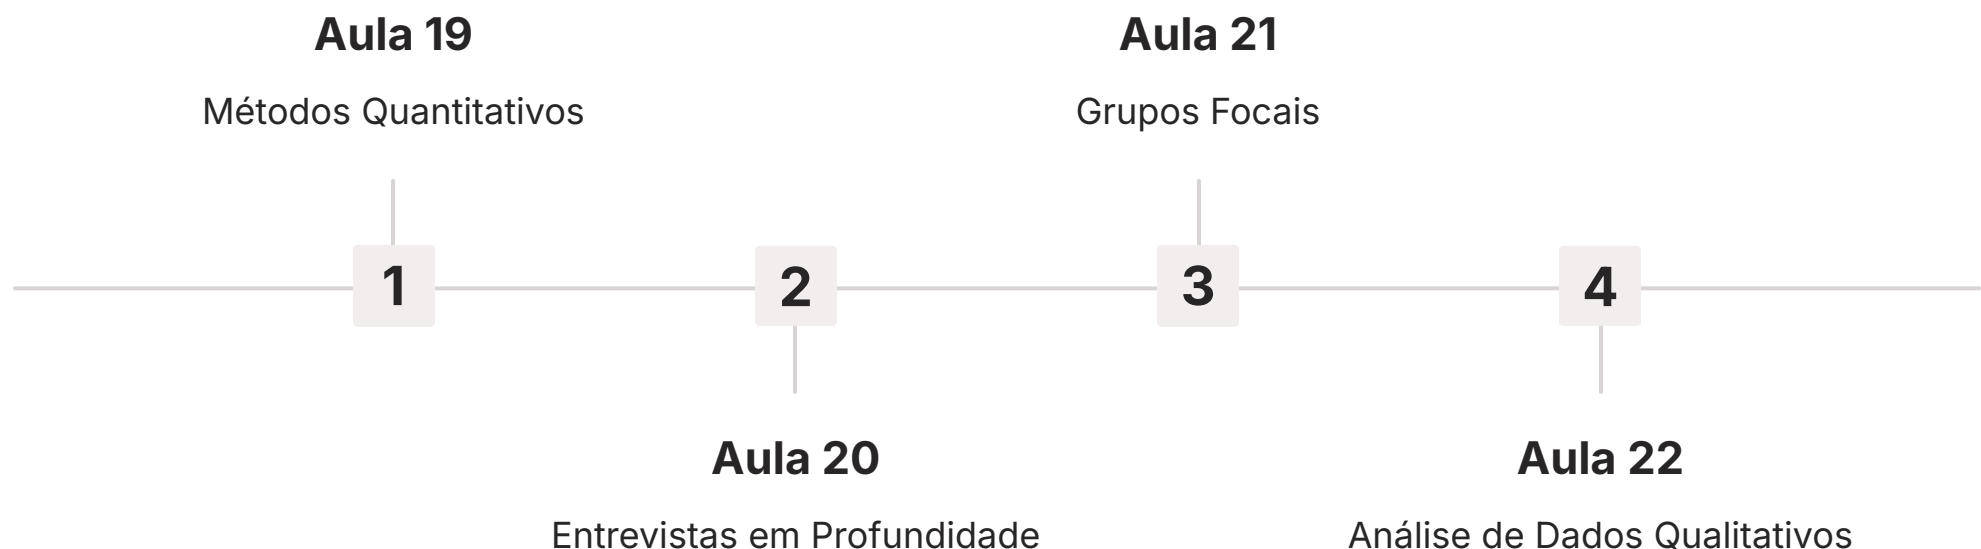 Aula 19
Métodos Quantitativos
Aula 21
Grupos Focais
1
2
3
4
Aula 20
Entrevistas em Profundidade
Aula 22
Análise de Dados Qualitativos